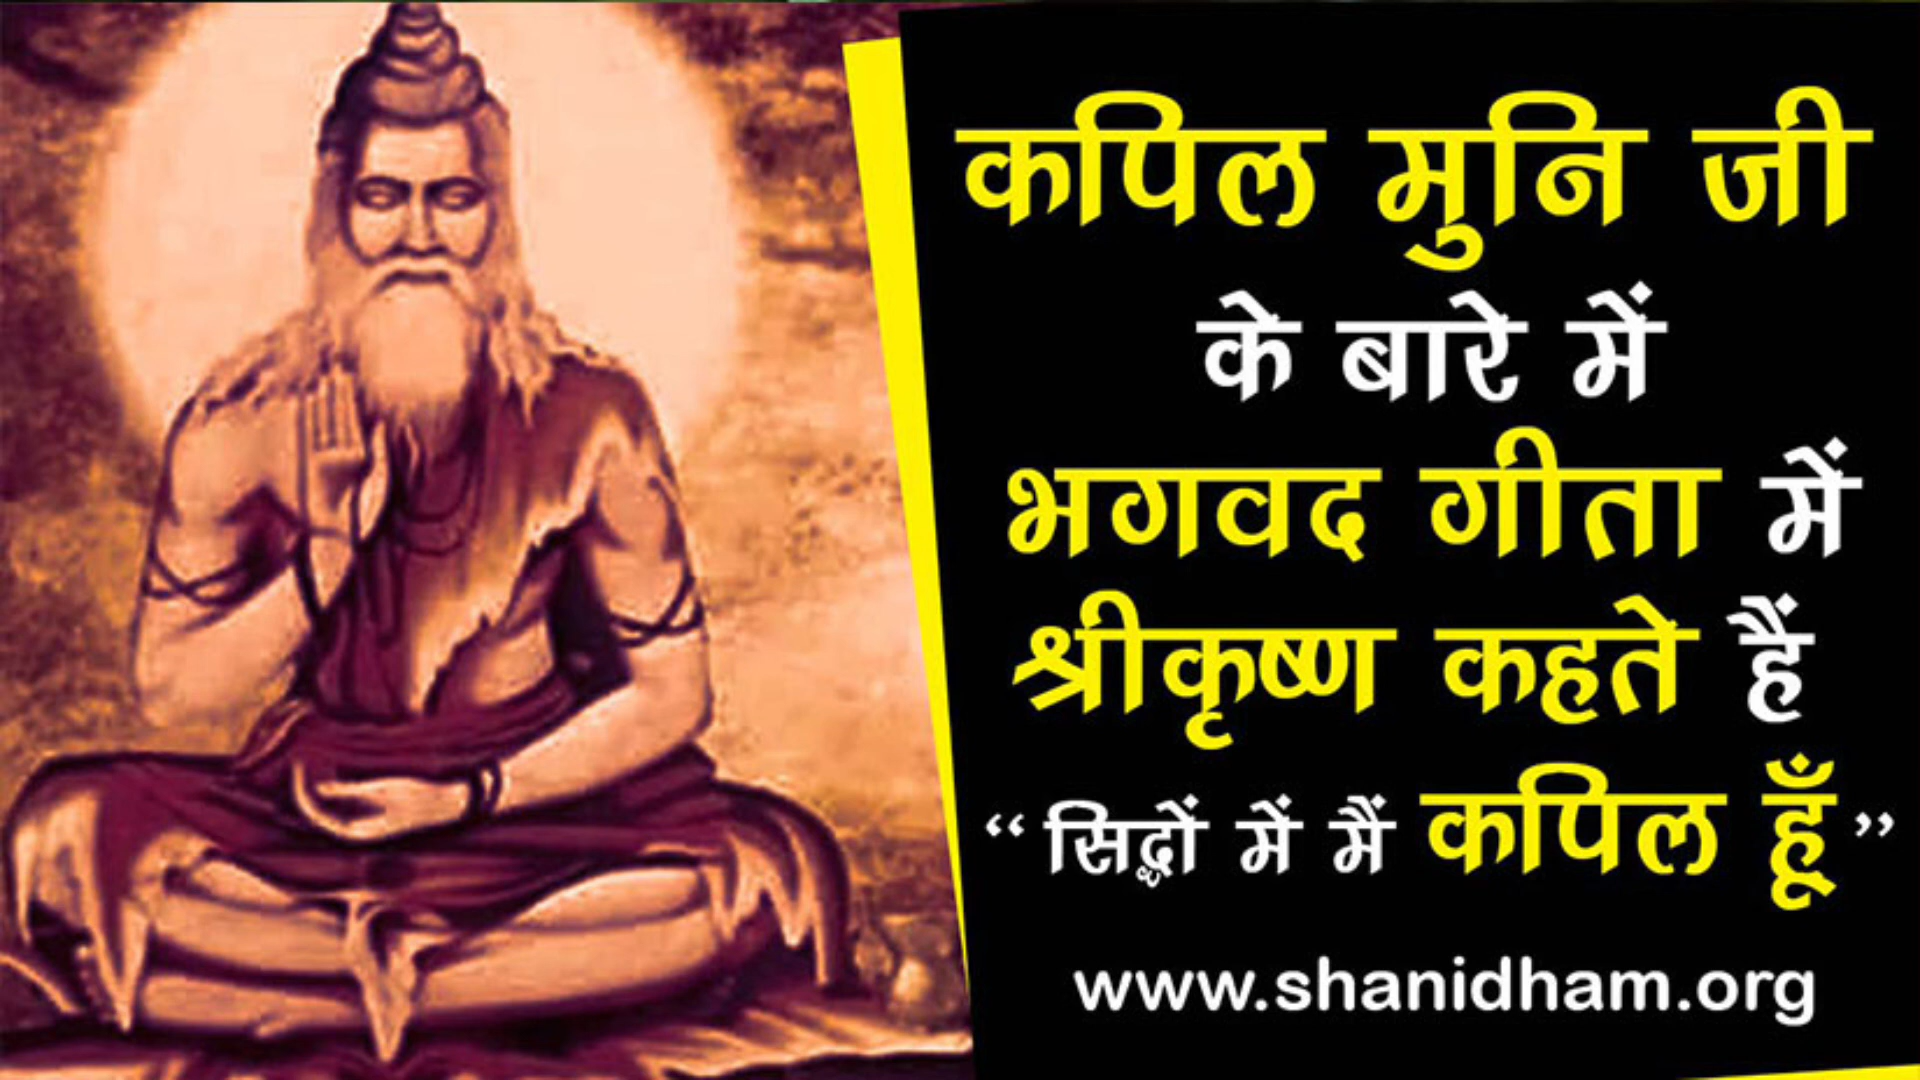 कपिल मुनि जी
के बारे में
भगवद गीता में
श्रीकृष्ण कहते हैं
“सिद्धों में मैं कपिल हूँ”
www.shanidham.org